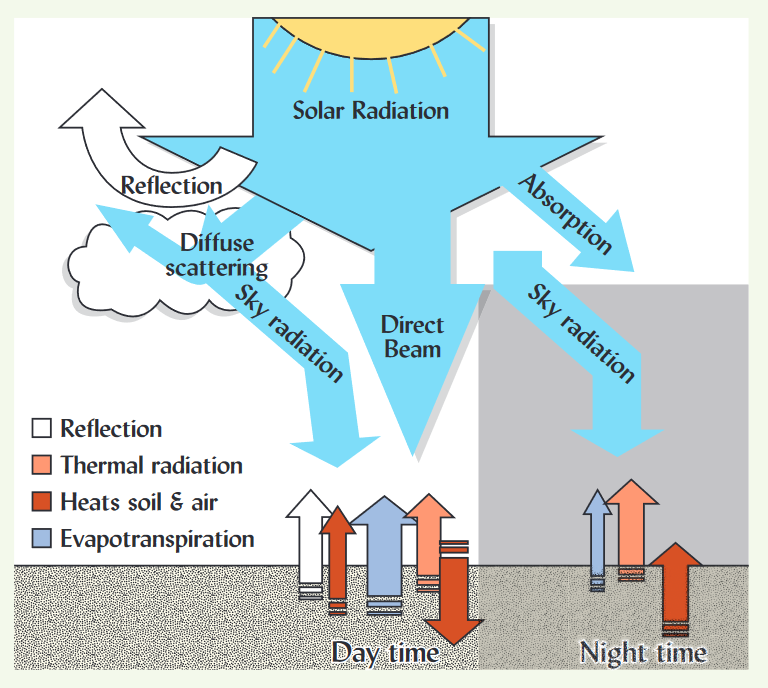 Solar Radiation
Reflection
Absorption
Diffuse
scattering
Sky radiation
Direct
Beam
Sky radiation
Reflection
Thermal radiation
Heats soil & air
Evapotranspiration
Day time
Night time